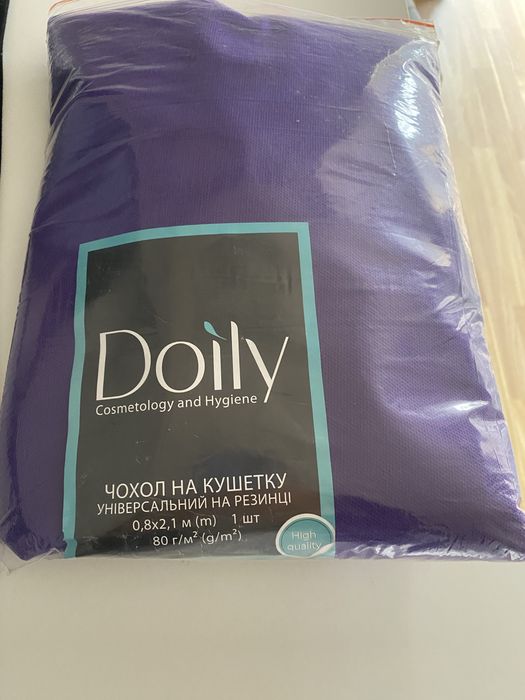 Doily
Cosmetology and Hygiene
ЧОХОЛ НА КУШЕТКУ
УНІВЕРСАЛЬНИЙ НА РЕЗИНЦІ
0,8x2,1 м (m) 1 шт
80 г/м² (g/m²)
High
quality